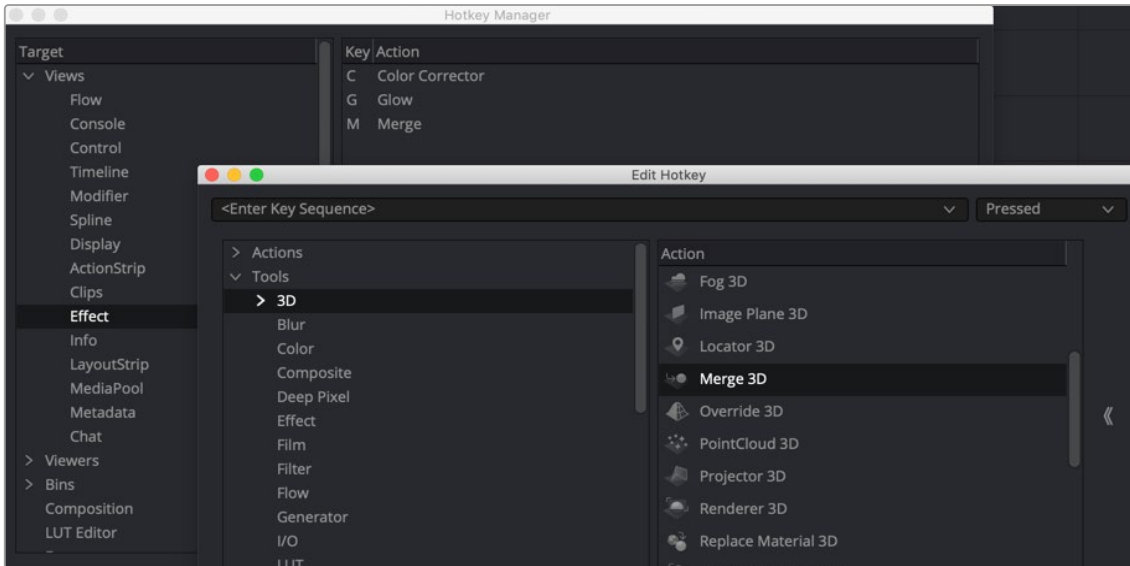 Hotkey Manager
Target
Key Action
Views
C Color Corrector
Flow
G Glow
Console
M Merge
Control
Timeline
Modifier
Spline
Display
ActionStrip
Clips
Effect
Info
LayoutStrip
MediaPool
Metadata
Chat
Viewers
Bins
Composition
LUT Editor
Edit Hotkey
<Enter Key Sequence>
Pressed
Actions
Tools
3D
Blur
Color
Composite
Deep Pixel
Effect
Film
Filter
Flow
Generator
I/O
LUT
Action
Fog 3D
Image Plane 3D
Locator 3D
Merge 3D
Override 3D
PointCloud 3D
Projector 3D
Renderer 3D
Replace Material 3D